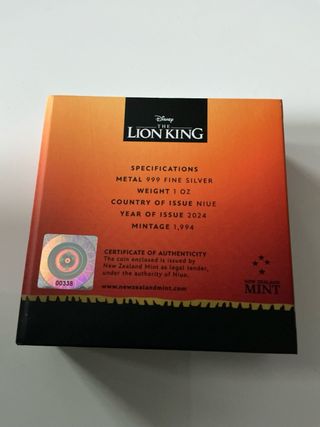 Disney
THE
LION KING
SPECIFICATIONS
METAL 999 FINE SILVER
WEIGHT 1 OZ
COUNTRY OF ISSUE NIUE
YEAR OF ISSUE 2024
MINTAGE 1,994
CERTIFICATE OF AUTHENTICITY
The coin enclosed is issued by
New Zealand Mint as legal tender,
under the authority of Niue.
www.newzealandmint.com
00338
NEW ZEALAND
MINT